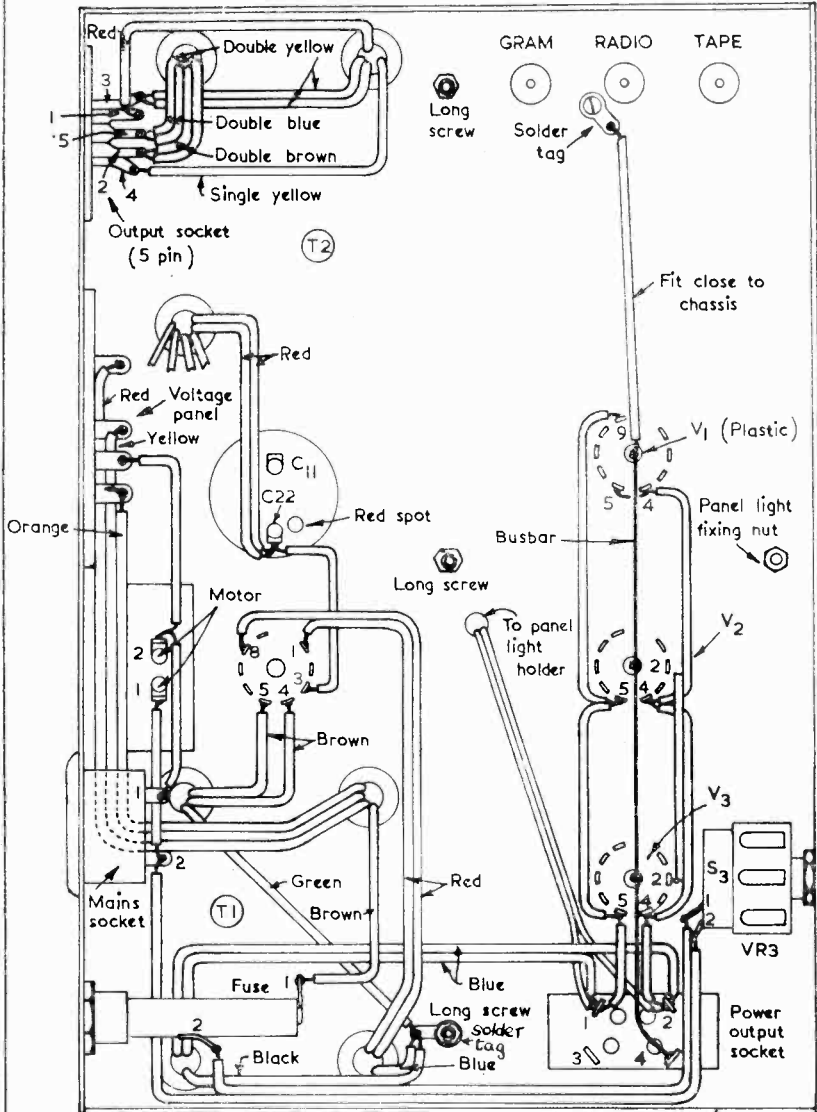 Red
Double yellow
GRAM RADIO TAPE
3
1
5
2 4
Long
screw
Solder
tag
Double blue
Double brown
Single yellow
Output socket
(5 pin)
T2
Fit close to
chassis
Red
Red
Voltage
panel
Yellow
9
V1 (Plastic)
C11
C22
5 4
Red spot
Panel light
fixing nut
Orange
Busbar
Long screw
Motor
2
1
8 1
3
5 4
To panel
light
holder
2
V2
5 4
Brown
1
V3
2
Mains
socket
Green
T1
Brown
Red
2
5 4
S3
1
2
VR3
Fuse
1
Blue
2
Long screw
solder
tag
Black
Blue
1 2
3 4
Power
output
socket